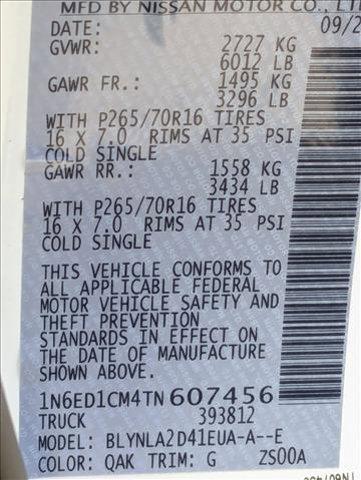 MFD BY NISSAN MOTOR CO., LT
DATE: 09/2
GVWR: 2727 KG
6012 LB
GAWR FR.: 1495 KG
3296 LB
WITH P265/70R16 TIRES
16 X 7.0 RIMS AT 35 PSI
COLD SINGLE
GAWR RR.: 1558 KG
3434 LB
WITH P265/70R16 TIRES
16 X 7.0 RIMS AT 35 PSI
COLD SINGLE
THIS VEHICLE CONFORMS TO
ALL APPLICABLE FEDERAL
MOTOR VEHICLE SAFETY AND
THEFT PREVENTION
STANDARDS IN EFFECT ON
THE DATE OF MANUFACTURE
SHOWN ABOVE.
1N6ED1CM4TN607456
TRUCK 393812
MODEL: BLYNLA2D41EUA-A--E
COLOR: QAK TRIM: G ZS00A